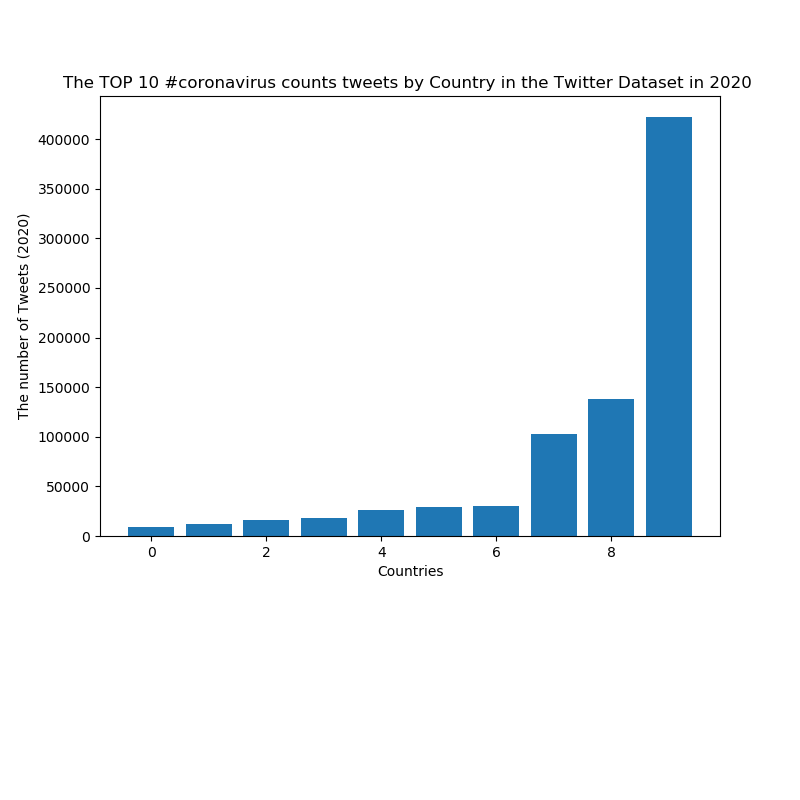 The TOP 10 #coronavirus counts tweets by Country in the Twitter Dataset in 2020
The number of Tweets (2020)
400000
350000
300000
250000
200000
150000
100000
50000
0
0 2 4 6 8
Countries